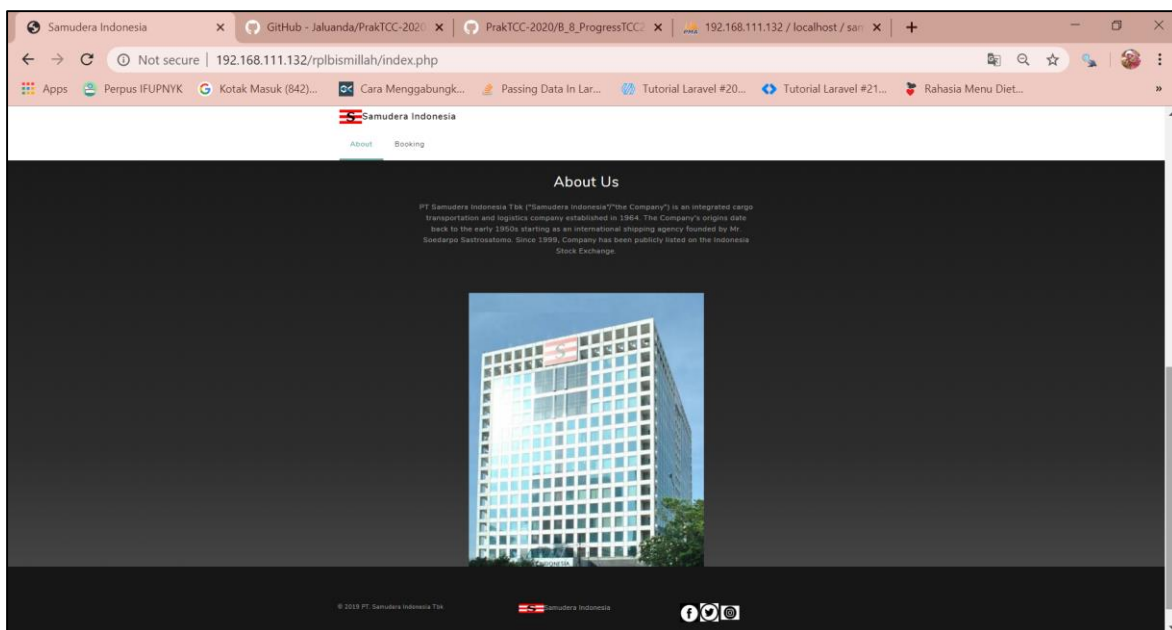 Samudera Indonesia
GitHub - Jaluanda/PrakTCC-2020
PrakTCC-2020/B_8_ProgressTCC2
192.168.111.132 / localhost / sam
Not secure | 192.168.111.132/rplbismillah/index.php
Apps
Perpus IFUPNYK
Kotak Masuk (842)...
Cara Menggabungk...
Passing Data In Lar...
Tutorial Laravel #20...
Tutorial Laravel #21...
Rahasia Menu Diet...
»
S Samudera Indonesia
About
Booking
About Us
PT Samudera Indonesia Tbk ("Samudera Indonesia"/"the Company") is an integrated cargo
transportation and logistics company established in 1964. The Company's origins date
back to the early 1950s starting as an international shipping agency founded by Mr.
Soedarpo Sastrosatomo. Since 1999, Company has been publicly listed on the Indonesia
Stock Exchange.
S
INDONESIA
© 2019 PT. Samudera Indonesia Tbk
S Samudera Indonesia